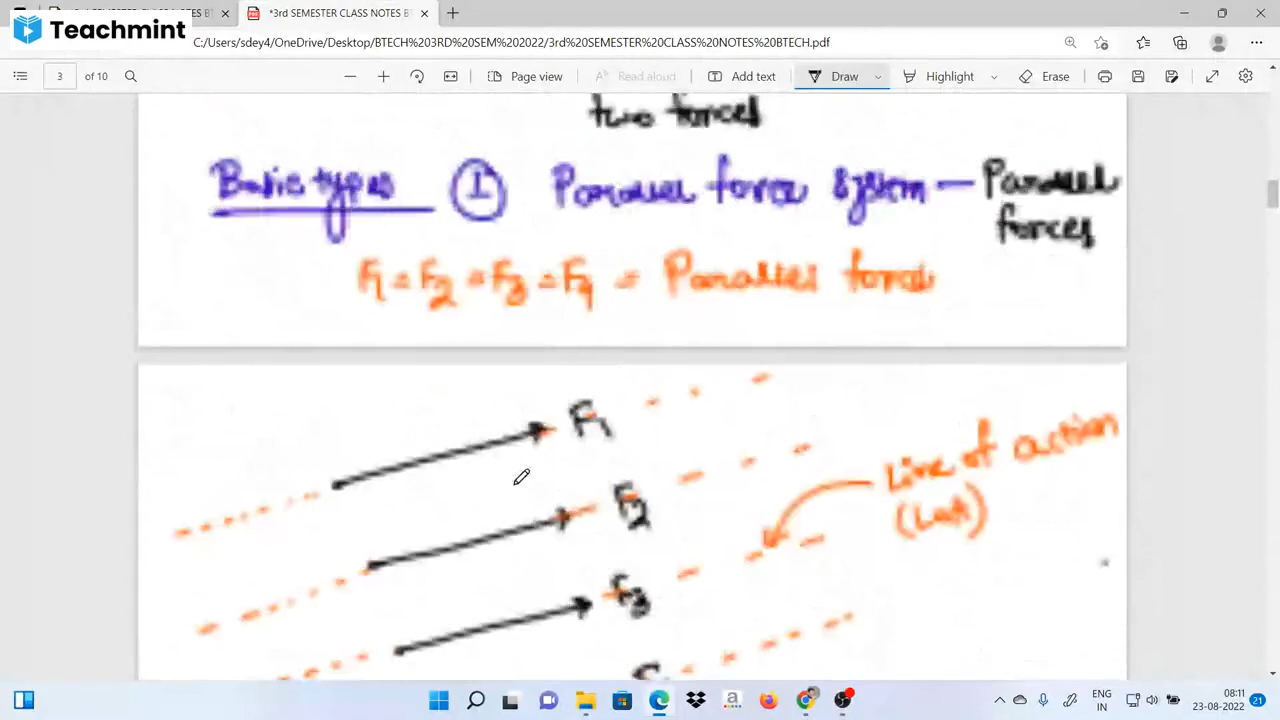 *3rd SEMESTER CLASS NOTES BT
Teachmint
C:/Users/sdey4/OneDrive/Desktop/BTECH%203RD%20SEM%202022/3rd%20SEMESTER%20CLASS%20NOTES%20BTECH.pdf
3 of 10
Page view
Read aloud
Add text
Draw
Highlight
Erase
two forces
Basic types ① Parallel force system — Parallel
forces
F1 = F2 = F3 = F4 = Parallel force
F1
Line of action
F2
(LoA)
F3
a
ENG
IN
08:11
23-08-2022
21